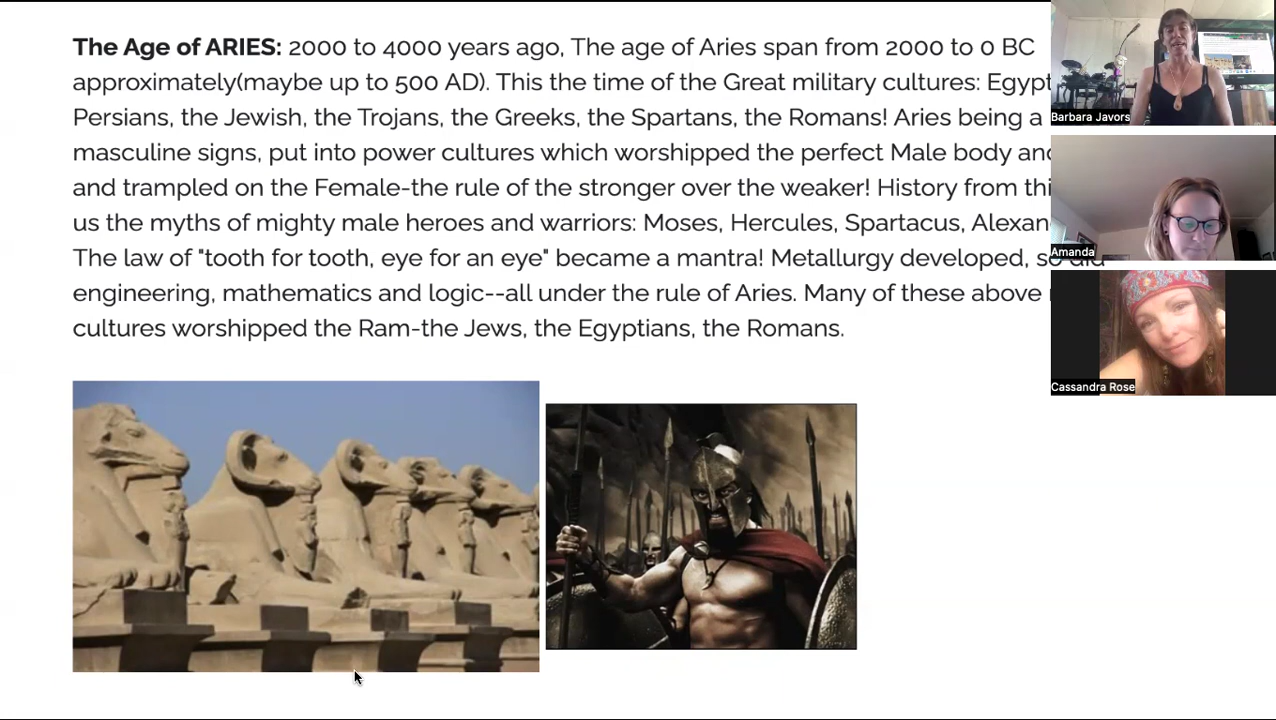 The Age of ARIES: 2000 to 4000 years ago, The age of Aries span from 2000 to 0 BC
approximately(maybe up to 500 AD). This the time of the Great military cultures: Egypt
Persians, the Jewish, the Trojans, the Greeks, the Spartans, the Romans! Aries being a
masculine signs, put into power cultures which worshipped the perfect Male body and
and trampled on the Female-the rule of the stronger over the weaker! History from
us the myths of mighty male heroes and warriors: Moses, Hercules, Spartacus,
The law of "tooth for tooth, eye for an eye" became a mantra! Metallurgy developed, so did
engineering, mathematics and logic--all under the rule of Aries. Many of these above
cultures worshipped the Ram-the Jews, the Egyptians, the Romans.
Barbara Javors
Amanda
Cassandra Rose